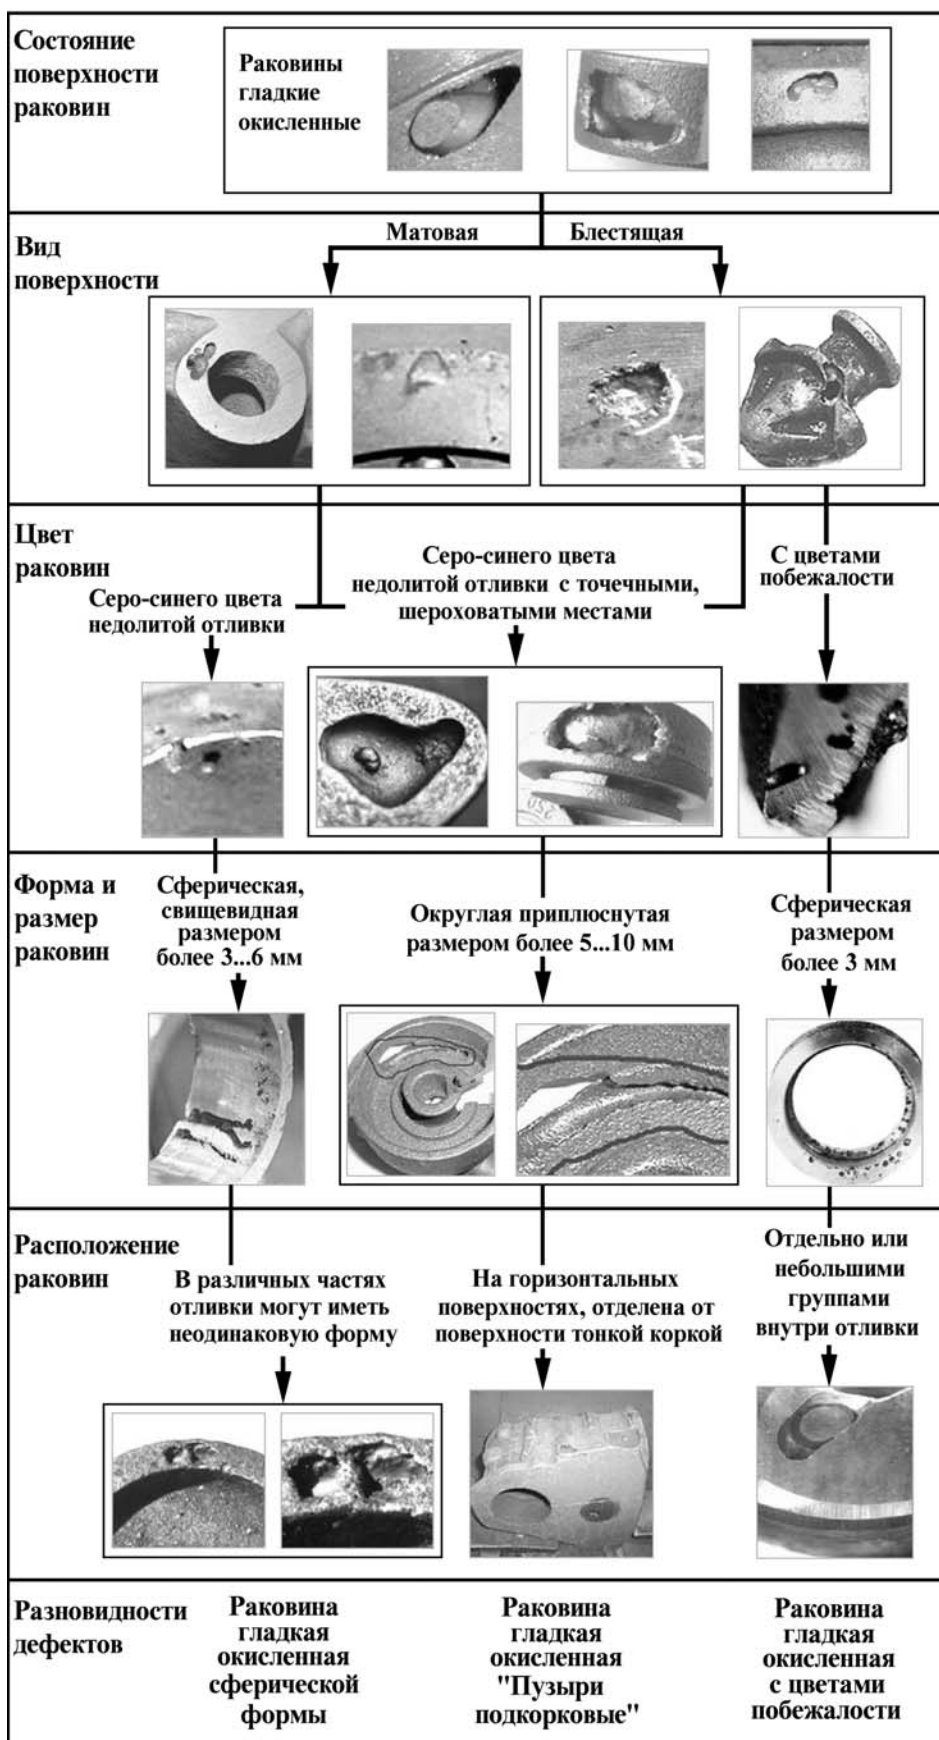 Состояние
поверхности
раковин
Раковины
гладкие
окисленные
Вид
поверхности
Матовая
Блестящая
Цвет
раковин
Серо-синего цвета
недолитой отливки
Серо-синего цвета
недолитой отливки с точечными,
шероховатыми местами
С цветами
побежалости
Форма и
размер
раковин
Сферическая,
свищевидная
размером
более 3...6 мм
Округлая приплюснутая
размером более 5...10 мм
Сферическая
размером
более 3 мм
Расположение
раковин
В различных частях
отливки могут иметь
неодинаковую форму
На горизонтальных
поверхностях, отделена от
поверхности тонкой коркой
Отдельно или
небольшими
группами
внутри отливки
Разновидности
дефектов
Раковина
гладкая
окисленная
сферической
формы
Раковина
гладкая
окисленная
"Пузыри
подкорковые"
Раковина
гладкая
окисленная
с цветами
побежалости